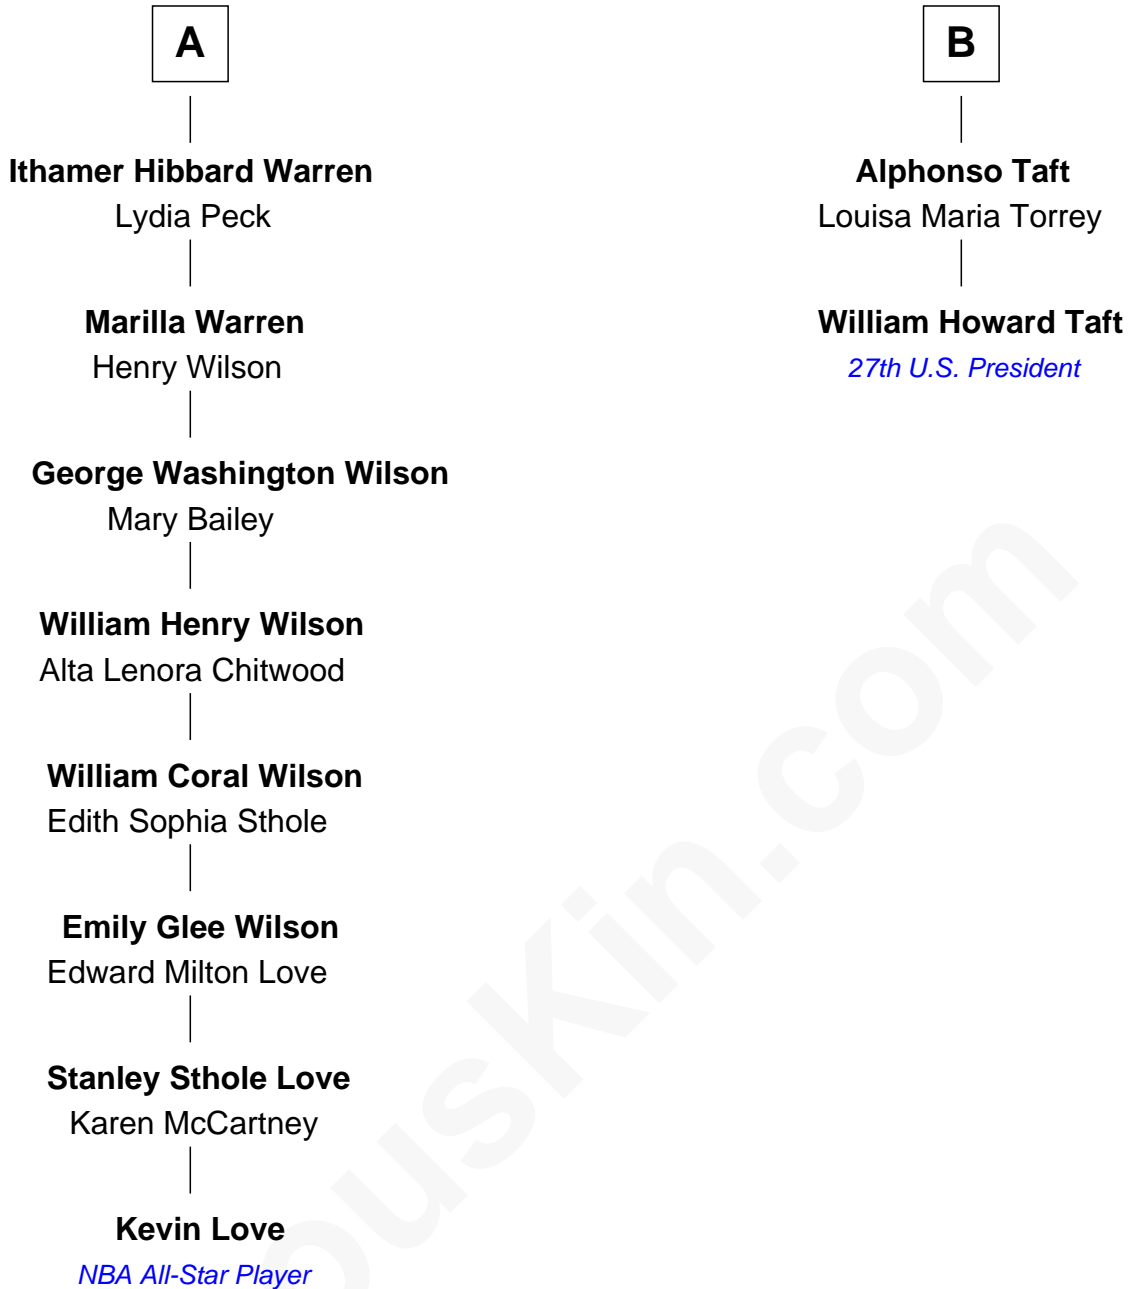 A
Ithamer Hibbard Warren
Lydia Peck
Marilla Warren
Henry Wilson
George Washington Wilson
Mary Bailey
William Henry Wilson
Alta Lenora Chitwood
William Coral Wilson
Edith Sophia Sthole
Emily Glee Wilson
Edward Milton Love
Stanley Sthole Love
Karen McCartney
Kevin Love
NBA All-Star Player
B
Alphonso Taft
Louisa Maria Torrey
William Howard Taft
27th U.S. President
ouskin.com